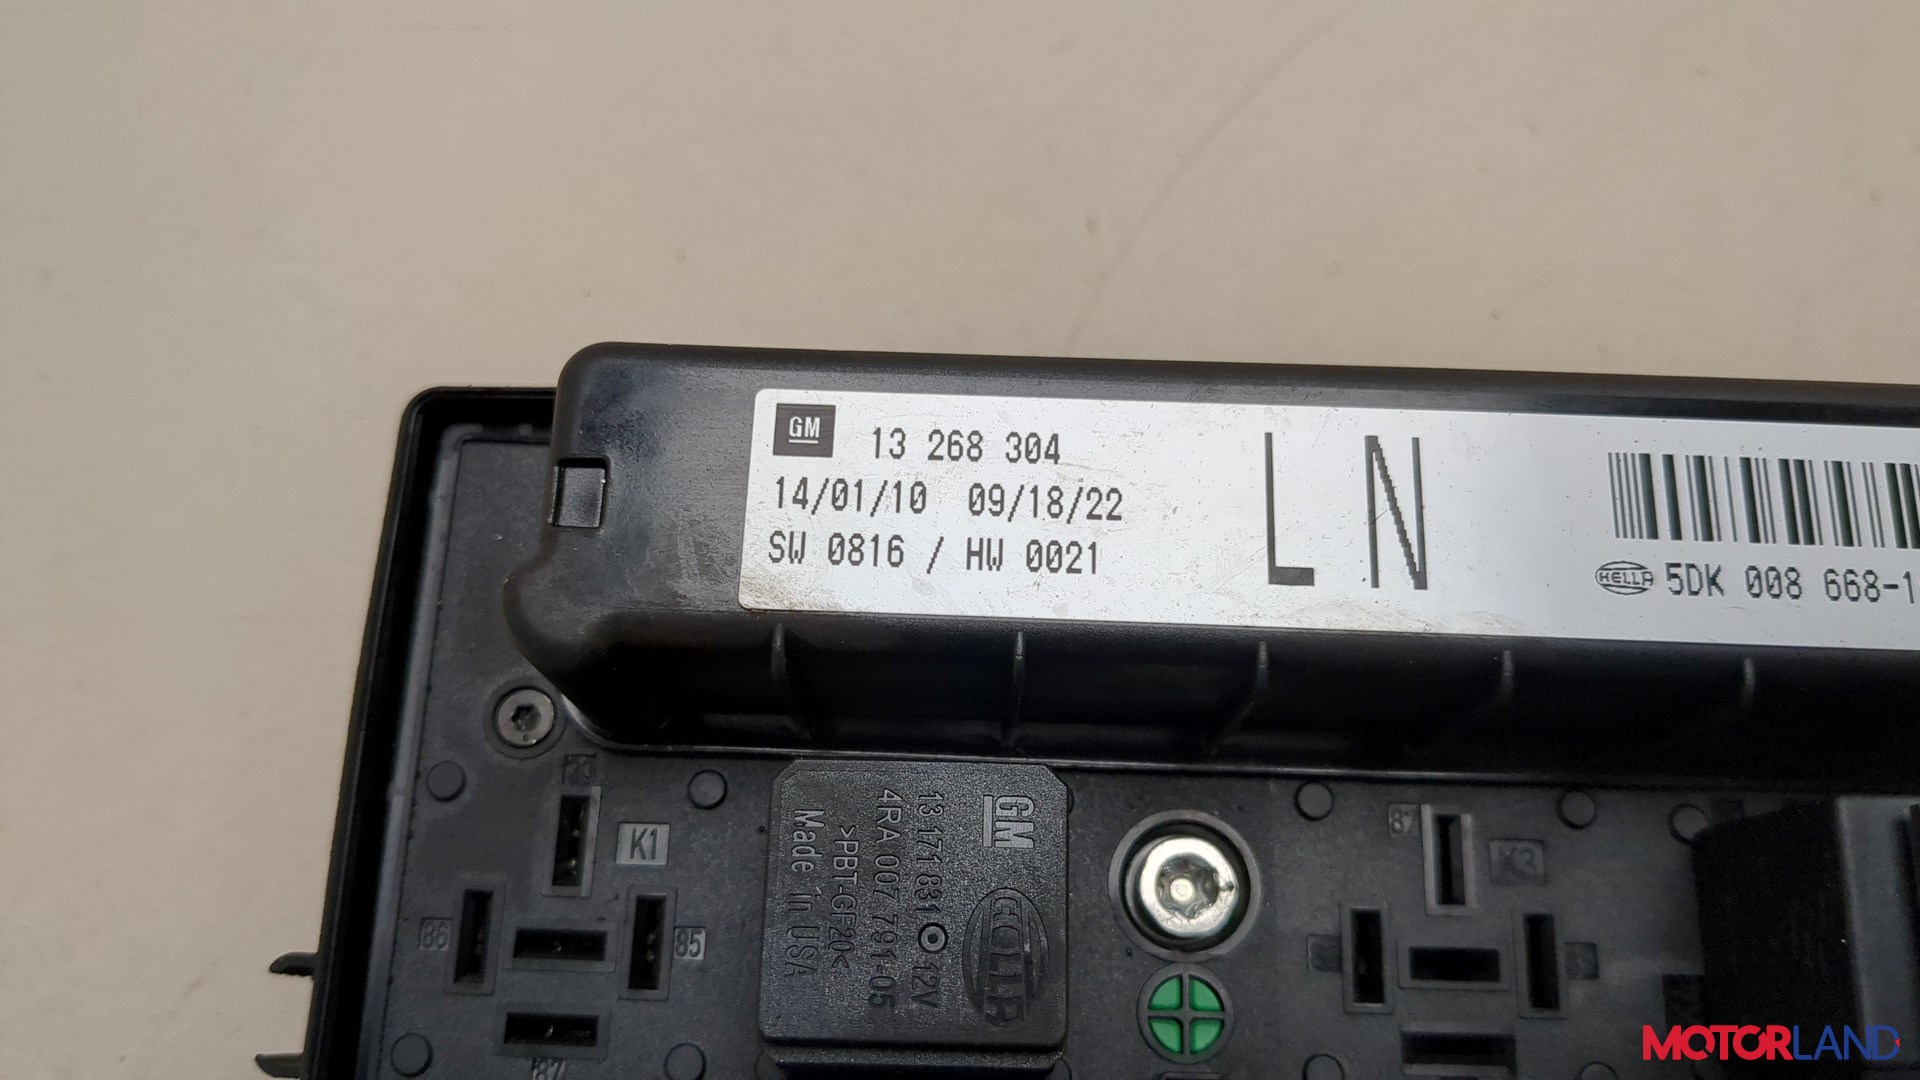 GM 13 268 304
14/01/10 09/18/22
SW 0816 / HW 0021
LN
HELLA 5DK 008 668-1
GM
13 171 831 12V
4RA 007 791-05
>PBT-GF20<
Made in USA
HELLA
K1
86
85
87
87
X3
MOTORLAND